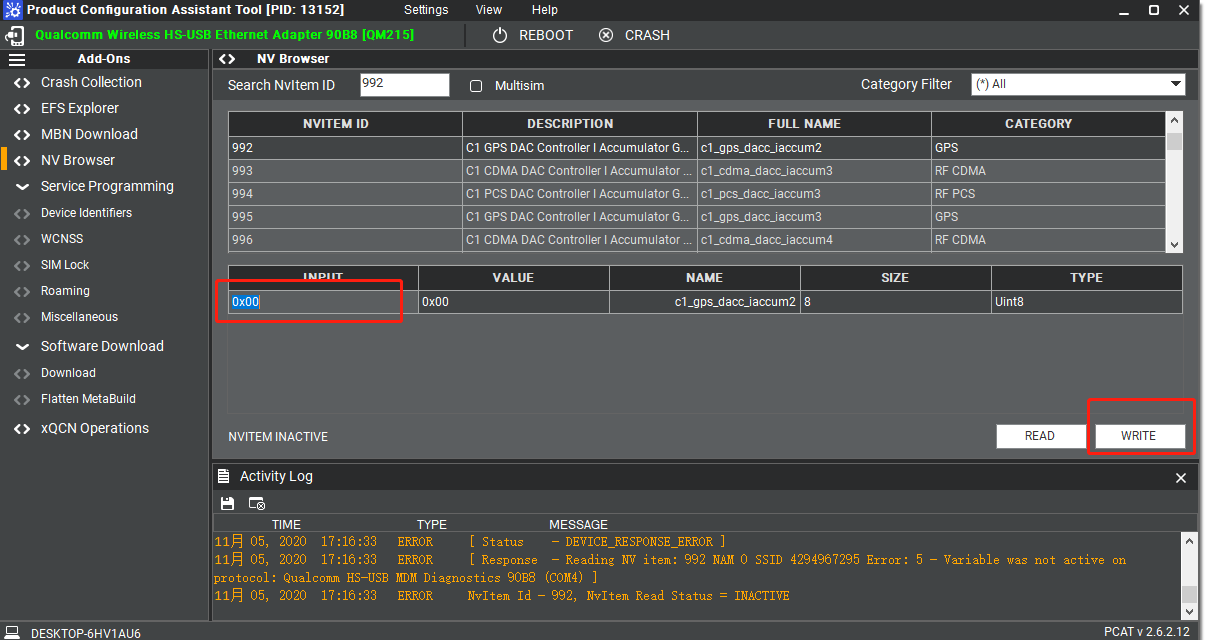 Product Configuration Assistant Tool [PID: 13152] Settings View Help
Qualcomm Wireless HS-USB Ethernet Adapter 90B8 [QM215] REBOOT CRASH
Add-Ons
Crash Collection
EFS Explorer
MBN Download
NV Browser
Service Programming
Device Identifiers
WCNSS
SIM Lock
Roaming
Miscellaneous
Software Download
Download
Flatten MetaBuild
xQCN Operations
NV Browser
Search NvItem ID 992 Multisim Category Filter (*) All
NVITEM ID DESCRIPTION FULL NAME CATEGORY
992 C1 GPS DAC Controller I Accumulator G... c1_gps_dacc_iaccum2 GPS
993 C1 CDMA DAC Controller I Accumulator ... c1_cdma_dacc_iaccum3 RF CDMA
994 C1 PCS DAC Controller I Accumulator G... c1_pcs_dacc_iaccum3 RF PCS
995 C1 GPS DAC Controller I Accumulator G... c1_gps_dacc_iaccum3 GPS
996 C1 CDMA DAC Controller I Accumulator ... c1_cdma_dacc_iaccum4 RF CDMA
INPUT VALUE NAME SIZE TYPE
0x00 0x00 c1_gps_dacc_iaccum2 8 Uint8
NVITEM INACTIVE READ WRITE
Activity Log
TIME TYPE MESSAGE
11月 05, 2020 17:16:33 ERROR [ Status - DEVICE_RESPONSE_ERROR ]
11月 05, 2020 17:16:33 ERROR [ Response - Reading NV item: 992 NAM 0 SSID 4294967295 Error: 5 - Variable was not active on
protocol: Qualcomm HS-USB MDM Diagnostics 90B8 (COM4) ]
11月 05, 2020 17:16:33 ERROR NvItem Id - 992, NvItem Read Status = INACTIVE
DESKTOP-6HV1AU6 PCAT v 2.6.2.12